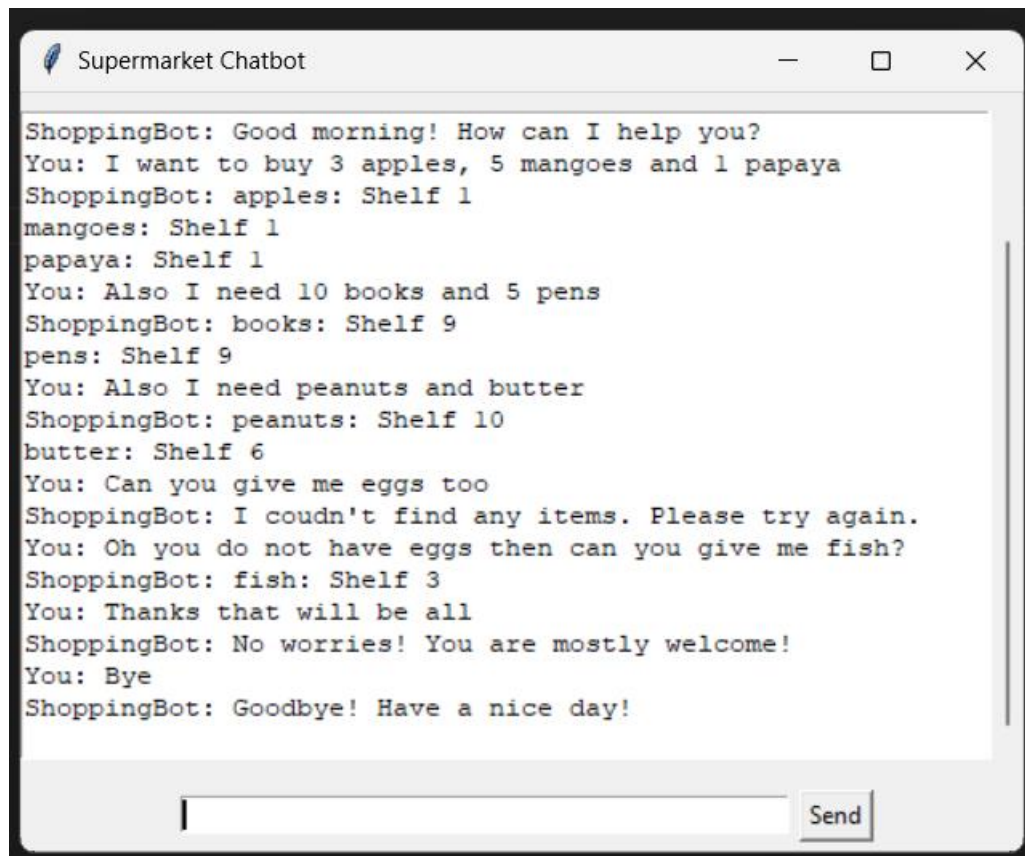 Supermarket Chatbot
ShoppingBot: Good morning! How can I help you?
You: I want to buy 3 apples, 5 mangoes and 1 papaya
ShoppingBot: apples: Shelf 1
mangoes: Shelf 1
papaya: Shelf 1
You: Also I need 10 books and 5 pens
ShoppingBot: books: Shelf 9
pens: Shelf 9
You: Also I need peanuts and butter
ShoppingBot: peanuts: Shelf 10
butter: Shelf 6
You: Can you give me eggs too
ShoppingBot: I coudn't find any items. Please try again.
You: Oh you do not have eggs then can you give me fish?
ShoppingBot: fish: Shelf 3
You: Thanks that will be all
ShoppingBot: No worries! You are mostly welcome!
You: Bye
ShoppingBot: Goodbye! Have a nice day!
Send